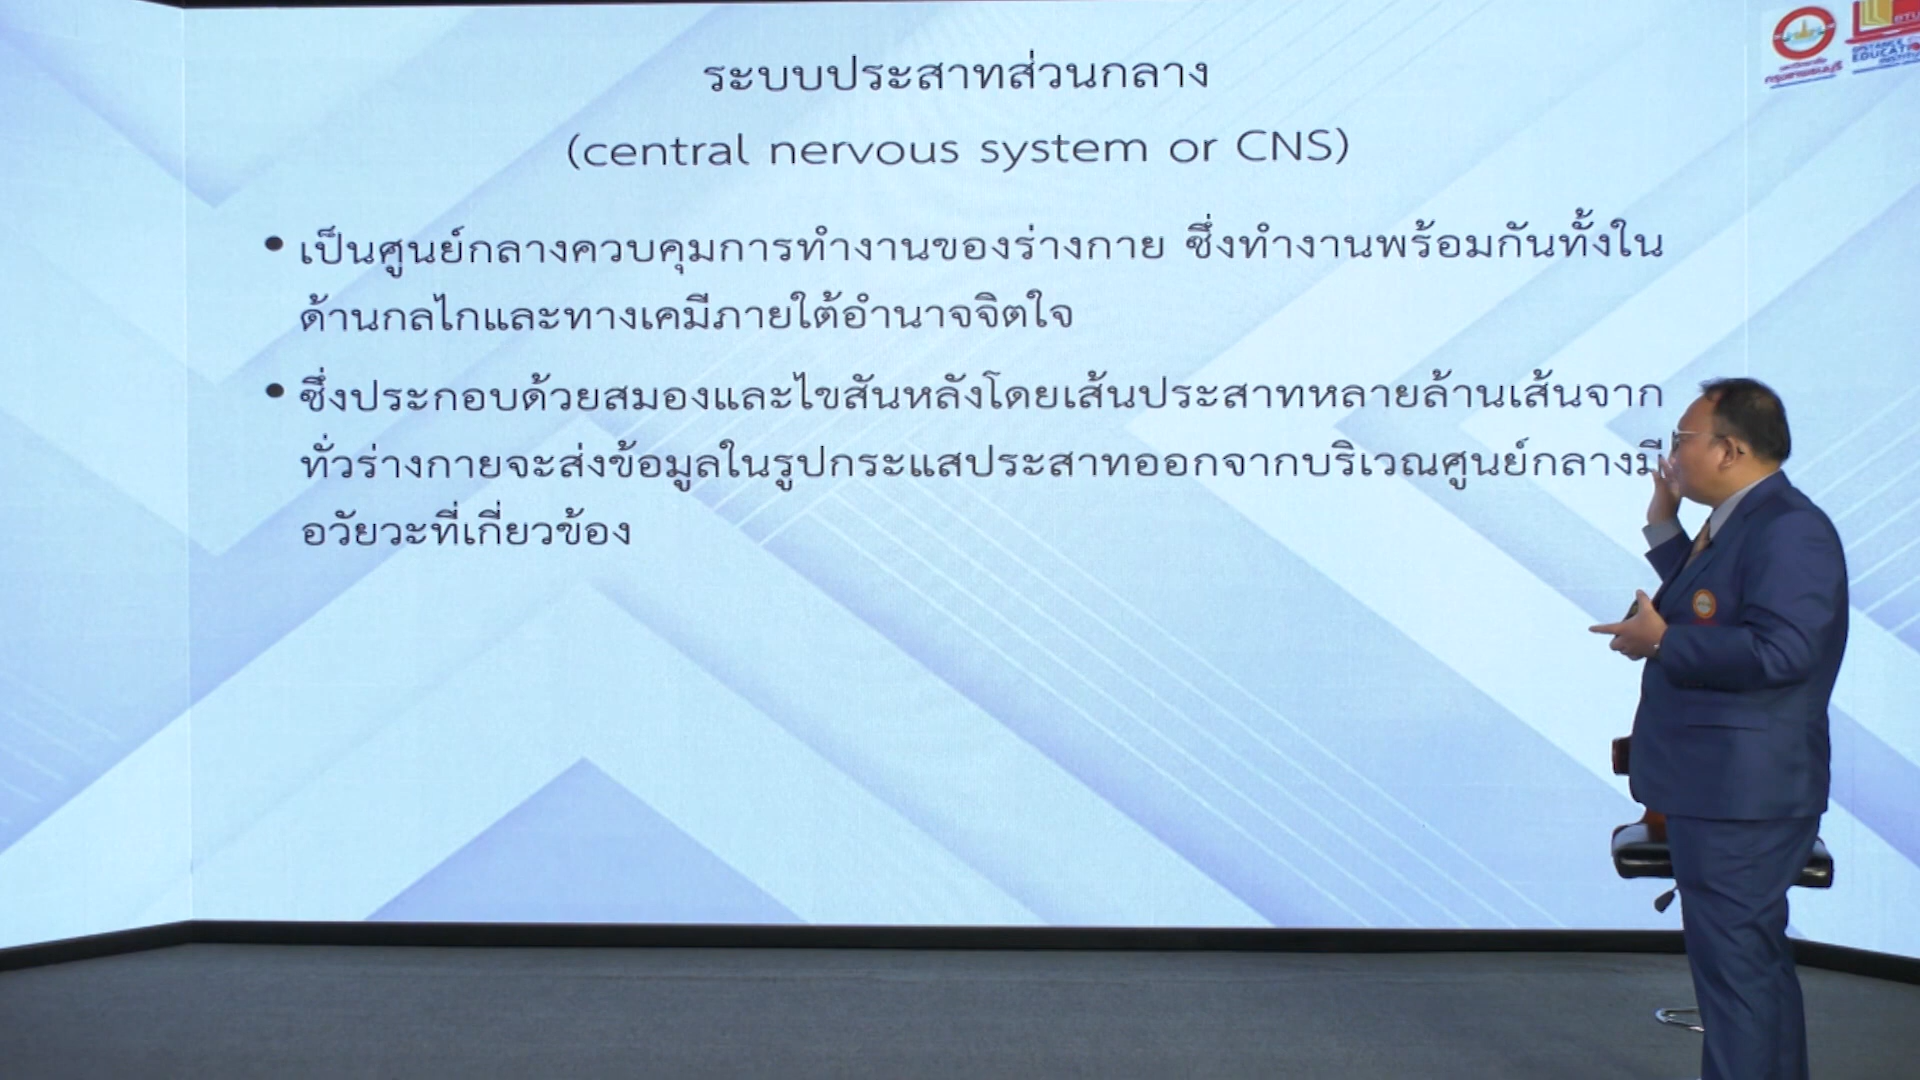 ระบบประสาทส่วนกลาง
(central nervous system or CNS)
• เป็นศูนย์กลางควบคุมการทำงานของร่างกาย ซึ่งทำงานพร้อมกันทั้งใน
ด้านกลไกและทางเคมีภายใต้อำนาจจิตใจ
• ซึ่งประกอบด้วยสมองและไขสันหลังโดยเส้นประสาทหลายล้านเส้นจาก
ทั่วร่างกายจะส่งข้อมูลในรูปกระแสประสาทออกจากบริเวณศูนย์กลางมี
อวัยวะที่เกี่ยวข้อง